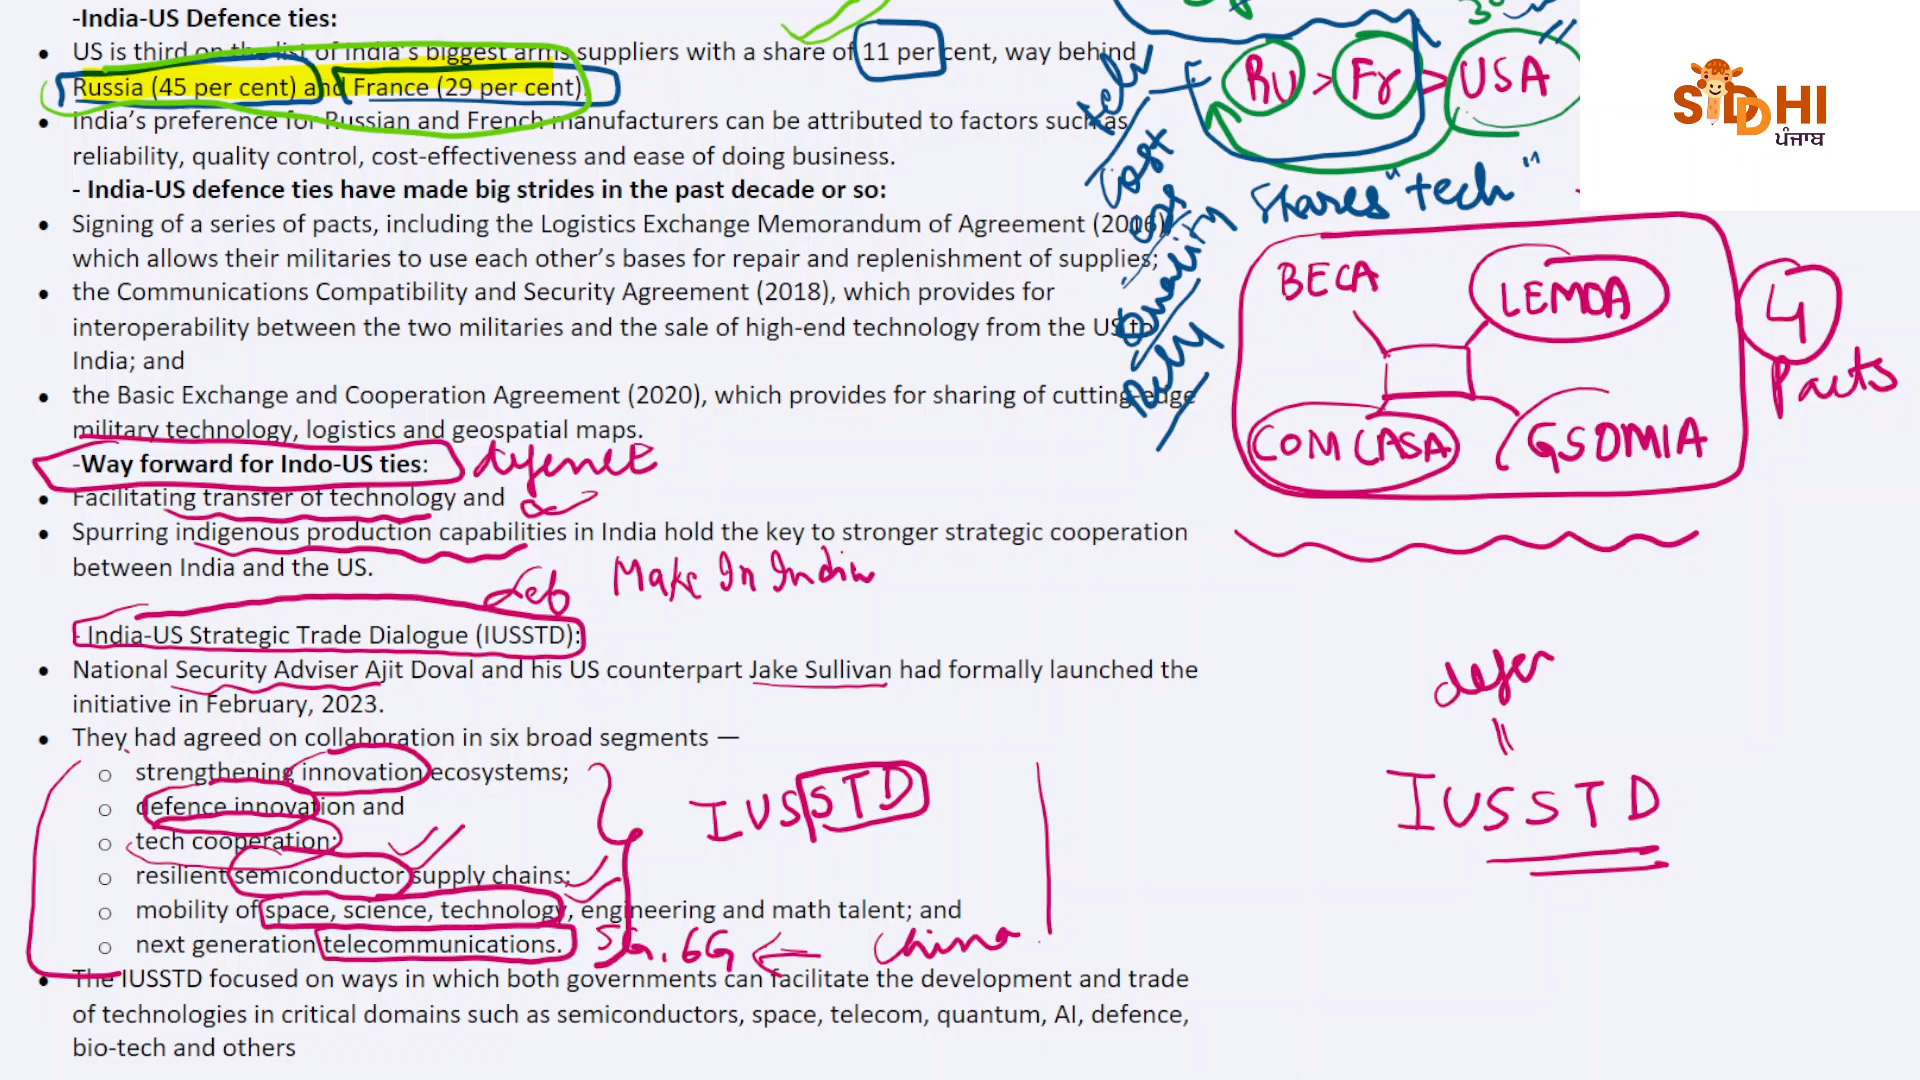 -India-US Defence ties:
• US is third on the list of India's biggest arms suppliers with a share of 11 per cent, way behind
Russia (45 per cent) and France (29 per cent).
• India's preference for Russian and French manufacturers can be attributed to factors such as
reliability, quality control, cost-effectiveness and ease of doing business.
- India-US defence ties have made big strides in the past decade or so:
• Signing of a series of pacts, including the Logistics Exchange Memorandum of Agreement (2016),
which allows their militaries to use each other's bases for repair and replenishment of supplies;
• the Communications Compatibility and Security Agreement (2018), which provides for
interoperability between the two militaries and the sale of high-end technology from the US to
India; and
• the Basic Exchange and Cooperation Agreement (2020), which provides for sharing of cutting-edge
military technology, logistics and geospatial maps.
-Way forward for Indo-US ties: defence
• Facilitating transfer of technology and
• Spurring indigenous production capabilities in India hold the key to stronger strategic cooperation
between India and the US.
Make In India
- India-US Strategic Trade Dialogue (IUSSTD):
• National Security Adviser Ajit Doval and his US counterpart Jake Sullivan had formally launched the
initiative in February, 2023.
• They had agreed on collaboration in six broad segments —
o strengthening innovation ecosystems;
o defence innovation and
o tech cooperation;
o resilient semiconductor supply chains;
o mobility of space, science, technology, engineering and math talent; and
o next generation telecommunications. 5G, 6G ← China
• The IUSSTD focused on ways in which both governments can facilitate the development and trade
of technologies in critical domains such as semiconductors, space, telecom, quantum, AI, defence,
bio-tech and others
IUSSTD
Ru > Fr > USA
Shares "tech"
Cost
Quality
Rely
BECA
LEMOA
COMCASA
GSOMIA
4
Pacts
defen
IUSSTD
SIDDHI
ਪੰਜਾਬ